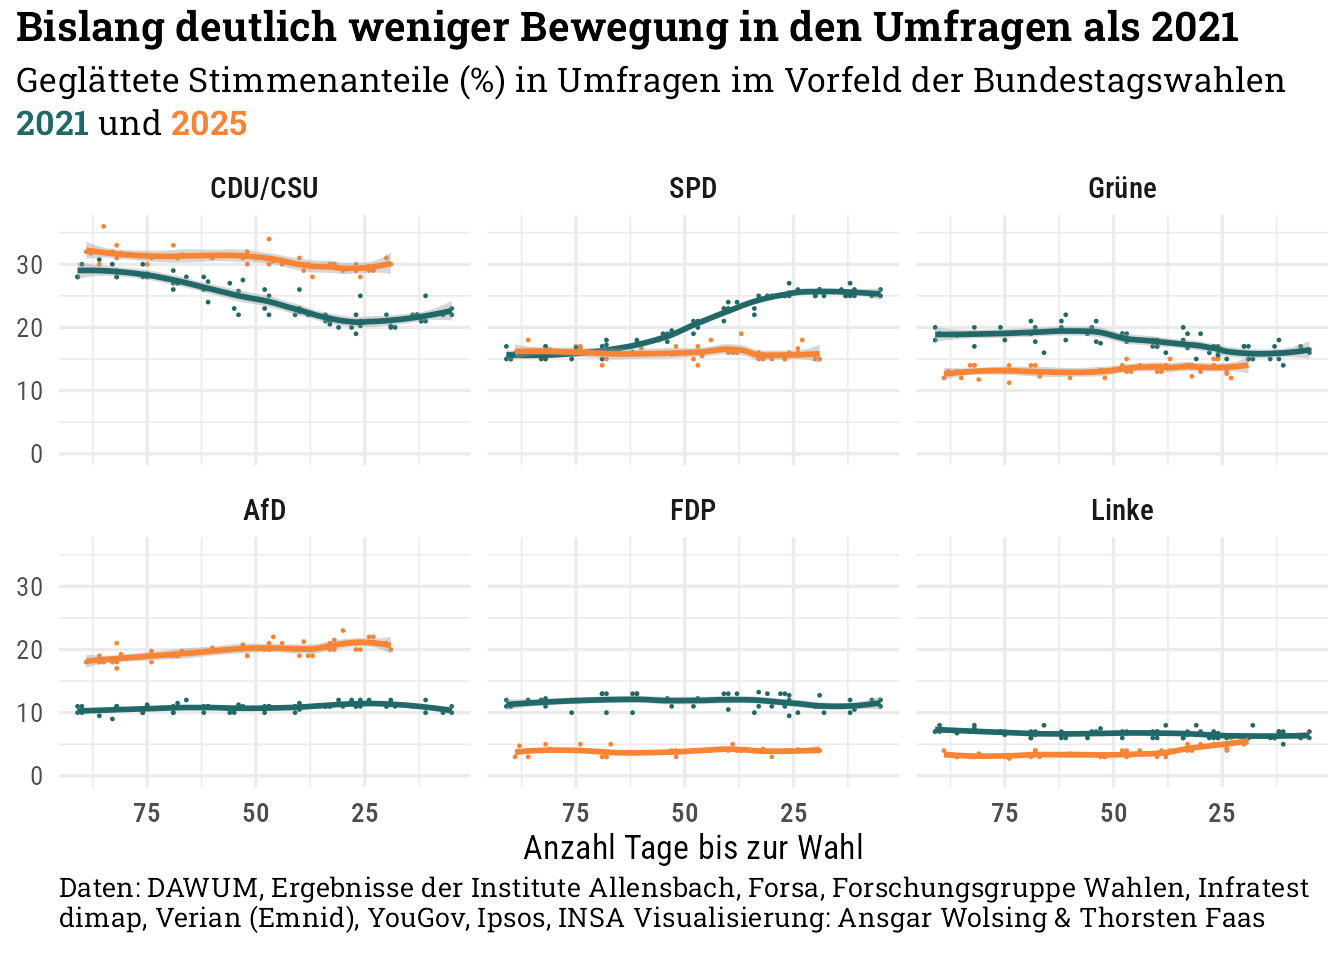 Bislang deutlich weniger Bewegung in den Umfragen als 2021
Geglättete Stimmenanteile (%) in Umfragen im Vorfeld der Bundestagswahlen
2021 und 2025
CDU/CSU
SPD
Grüne
30
20
10
0
AfD
FDP
Linke
30
20
10
0
75 50 25
75 50 25
75 50 25
Anzahl Tage bis zur Wahl
Daten: DAWUM, Ergebnisse der Institute Allensbach, Forsa, Forschungsgruppe Wahlen, Infratest
dimap, Verian (Emnid), YouGov, Ipsos, INSA Visualisierung: Ansgar Wolsing & Thorsten Faas